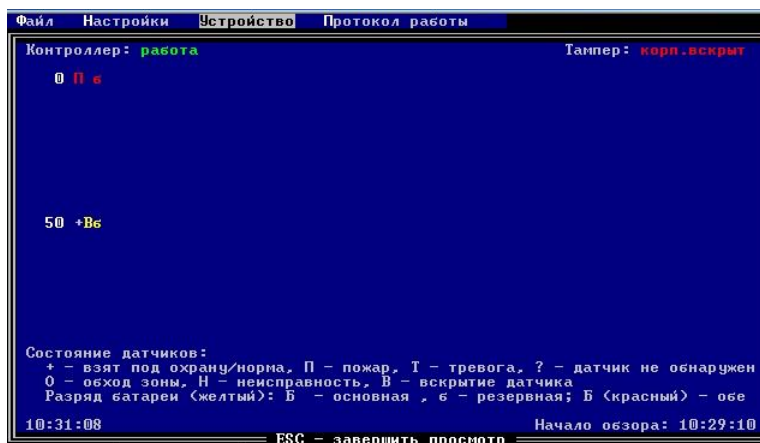 Файл Настройки Устройство Протокол работы
Контроллер: работа Тампер: корп.вскрыт
0 П б
50 +Вб
Состояние датчиков:
+ – взят под охрану/норма, П – пожар, Т – тревога, ? – датчик не обнаружен
О – обход зоны, Н – неисправность, В – вскрытие датчика
Разряд батареи (желтый): Б – основная , б – резервная; Б (красный) – обе
10:31:08 Начало обзора: 10:29:10
ESC – завершить просмотр